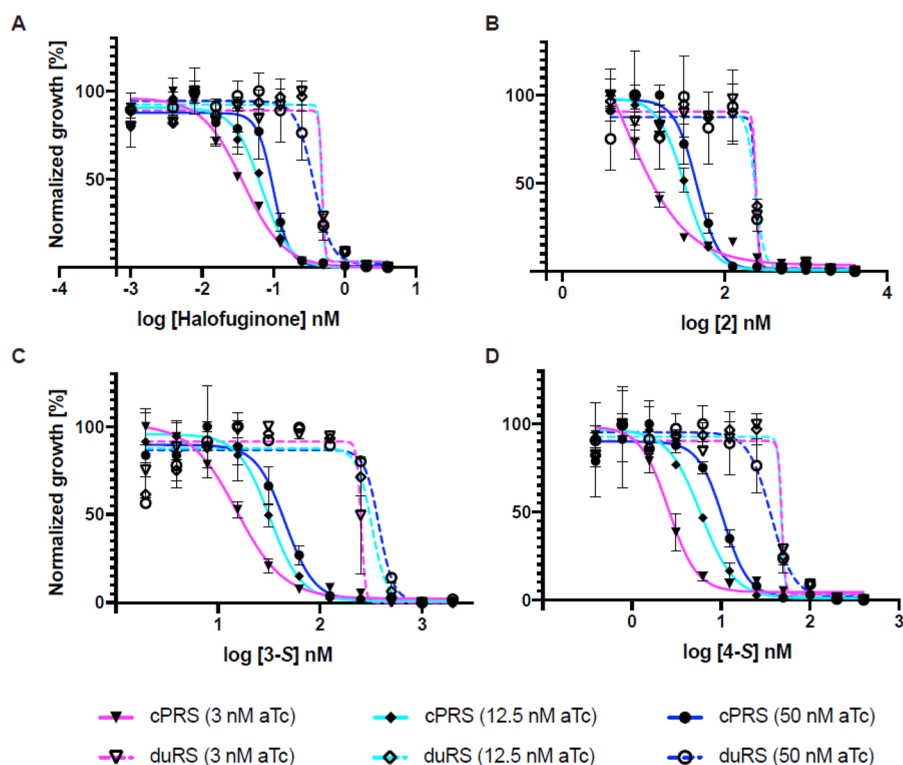 A
B
Normalized growth [%]
100
50
-4
-3
-2
-1
0
1
log [Halofuginone] nM
100
50
0
2
4
log [2] nM
C
D
Normalized growth [%]
100
50
0
1
2
3
log [3-S] nM
100
50
0
0
1
2
3
log [4-S] nM
cPRS (3 nM aTc)
cPRS (12.5 nM aTc)
cPRS (50 nM aTc)
duRS (3 nM aTc)
duRS (12.5 nM aTc)
duRS (50 nM aTc)